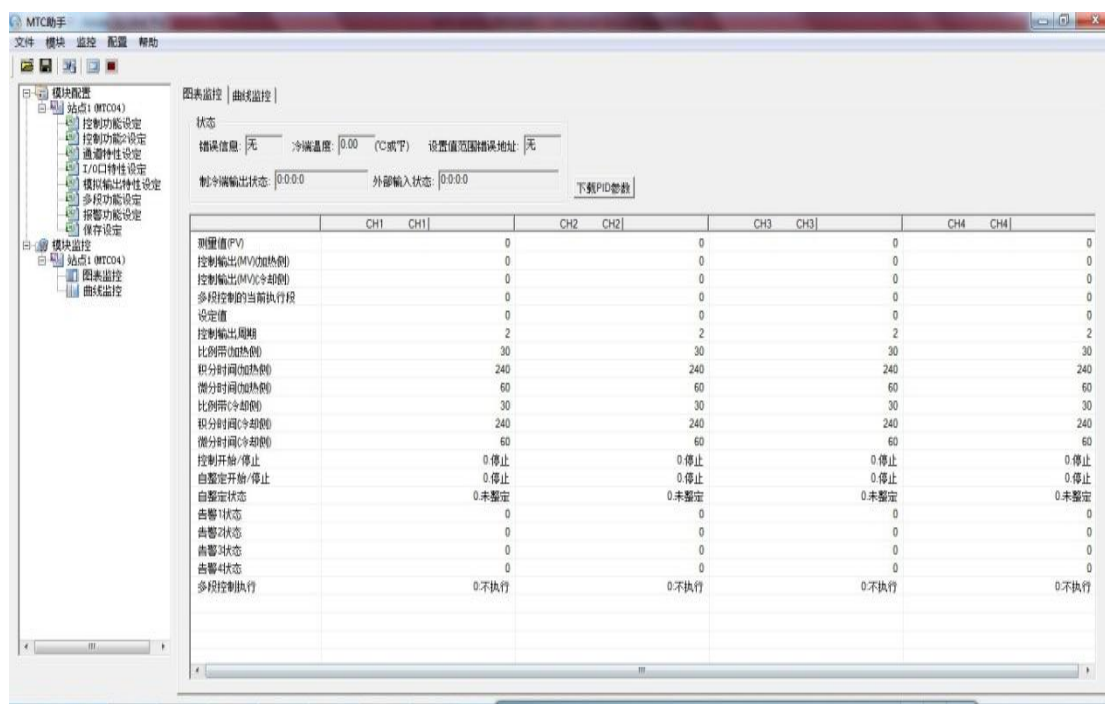 MTC助手
文件 模块 监控 配置 帮助
模块配置
站点1 (MTC04)
控制功能设定
控制功能2设定
通道特性设定
I/O口特性设定
模拟输出特性设定
多段功能设定
报警功能设定
保存设定
模块监控
站点1 (MTC04)
图表监控
曲线监控
图表监控 曲线监控
状态
错误信息: 无 冷端温度: 0.00 (℃或℉) 设置值范围错误地址: 无
制冷端输出状态: 0:0:0:0 外部输入状态: 0:0:0:0 下载PID参数
CH1 CH1 CH2 CH2 CH3 CH3 CH4 CH4
测量值(PV) 0 0 0 0
控制输出(MV)(加热侧) 0 0 0 0
控制输出(MV)(冷却侧) 0 0 0 0
多段控制的当前执行段 0 0 0 0
设定值 0 0 0 0
控制输出周期 2 2 2 2
比例带(加热侧) 30 30 30 30
积分时间(加热侧) 240 240 240 240
微分时间(加热侧) 60 60 60 60
比例带(冷却侧) 30 30 30 30
积分时间(冷却侧) 240 240 240 240
微分时间(冷却侧) 60 60 60 60
控制开始/停止 0:停止 0:停止 0:停止 0:停止
自整定开始/停止 0:停止 0:停止 0:停止 0:停止
自整定状态 0:未整定 0:未整定 0:未整定 0:未整定
告警1状态 0 0 0 0
告警2状态 0 0 0 0
告警3状态 0 0 0 0
告警4状态 0 0 0 0
多段控制执行 0:不执行 0:不执行 0:不执行 0:不执行